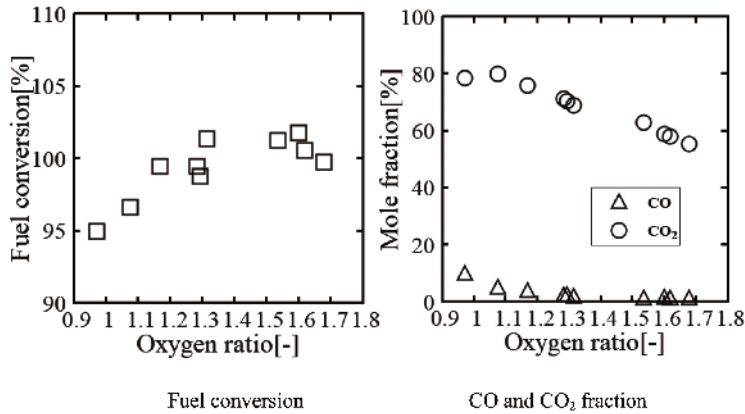 Fuel conversion[%]
110
105
100
95
90
0.9 1 1.1 1.2 1.3 1.4 1.5 1.6 1.7 1.8
Oxygen ratio[-]
Fuel conversion
Mole fraction[%]
100
80
60
40
20
0
CO
CO₂
0.9 1 1.1 1.2 1.3 1.4 1.5 1.6 1.7 1.8
Oxygen ratio[-]
CO and CO₂ fraction